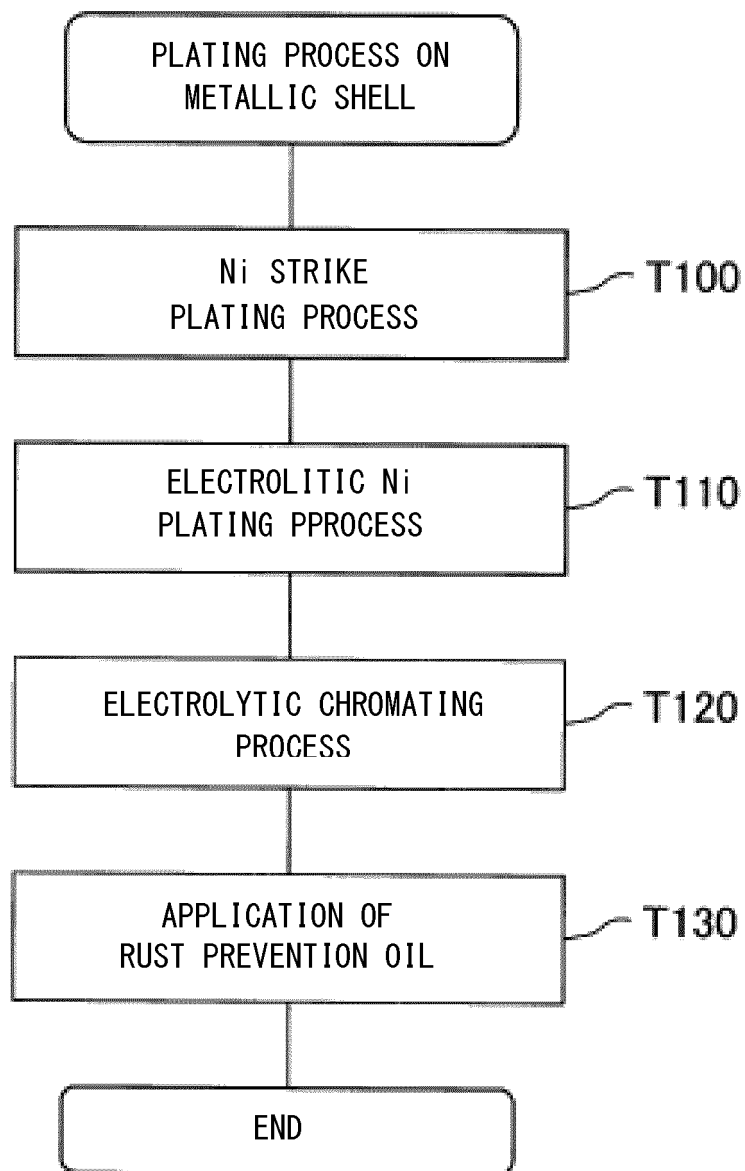 PLATING PROCESS ON
METALLIC SHELL
Ni STRIKE
PLATING PROCESS
T100
ELECTROLITIC Ni
PLATING PPROCESS
T110
ELECTROLYTIC CHROMATING
PROCESS
T120
APPLICATION OF
RUST PREVENTION OIL
T130
END